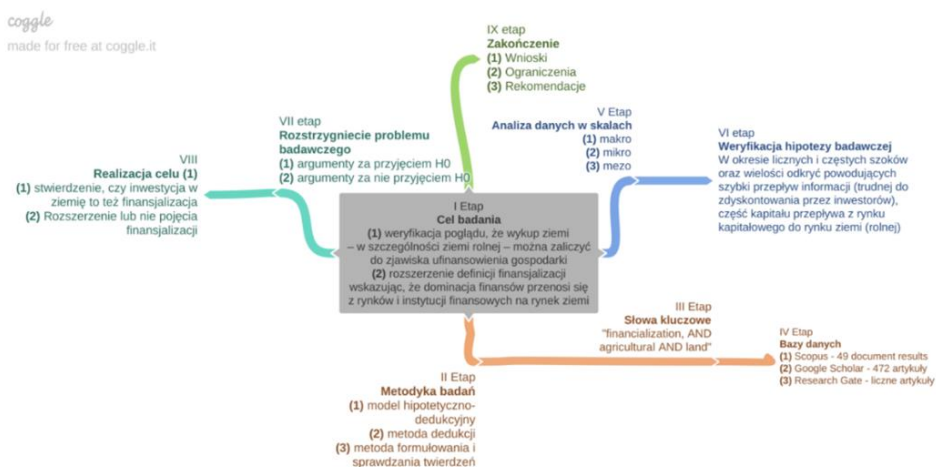 coggle
made for free at coggle.it
IX etap
Zakończenie
(1) Wnioski
(2) Ograniczenia
(3) Rekomendacje
VII etap
Rozstrzygniecie problemu
badawczego
(1) argumenty za przyjęciem H0
(2) argumenty za nie przyjęciem H0
V Etap
Analiza danych w skalach
(1) makro
(2) mikro
(3) mezo
VI etap
Weryfikacja hipotezy badawczej
W okresie licznych i częstych szoków
oraz wielości odkryć powodujących
szybki przepływ informacji (trudnej do
zdyskontowania przez inwestorów),
część kapitału przepływa z rynku
kapitałowego do rynku ziemi (rolnej)
VIII
Realizacja celu (1)
(1) stwierdzenie, czy inwestycja w
ziemię to też finansjalizacja
(2) Rozszerzenie lub nie pojęcia
finansjalizacji
I Etap
Cel badania
(1) weryfikacja poglądu, że wykup ziemi
– w szczególności ziemi rolnej – można zaliczyć
do zjawiska ufinansowienia gospodarki
(2) rozszerzenie definicji finansjalizacji
wskazując, że dominacja finansów przenosi się
z rynków i instytucji finansowych na rynek ziemi
III Etap
Słowa kluczowe
"financialization, AND
agricultural AND land"
IV Etap
Bazy danych
(1) Scopus - 49 document results
(2) Google Scholar - 472 artykuły
(3) Research Gate - liczne artykuły
II Etap
Metodyka badań
(1) model hipotetyczno-
dedukcyjny
(2) metoda dedukcji
(3) metoda formułowania i
sprawdzania twierdzeń